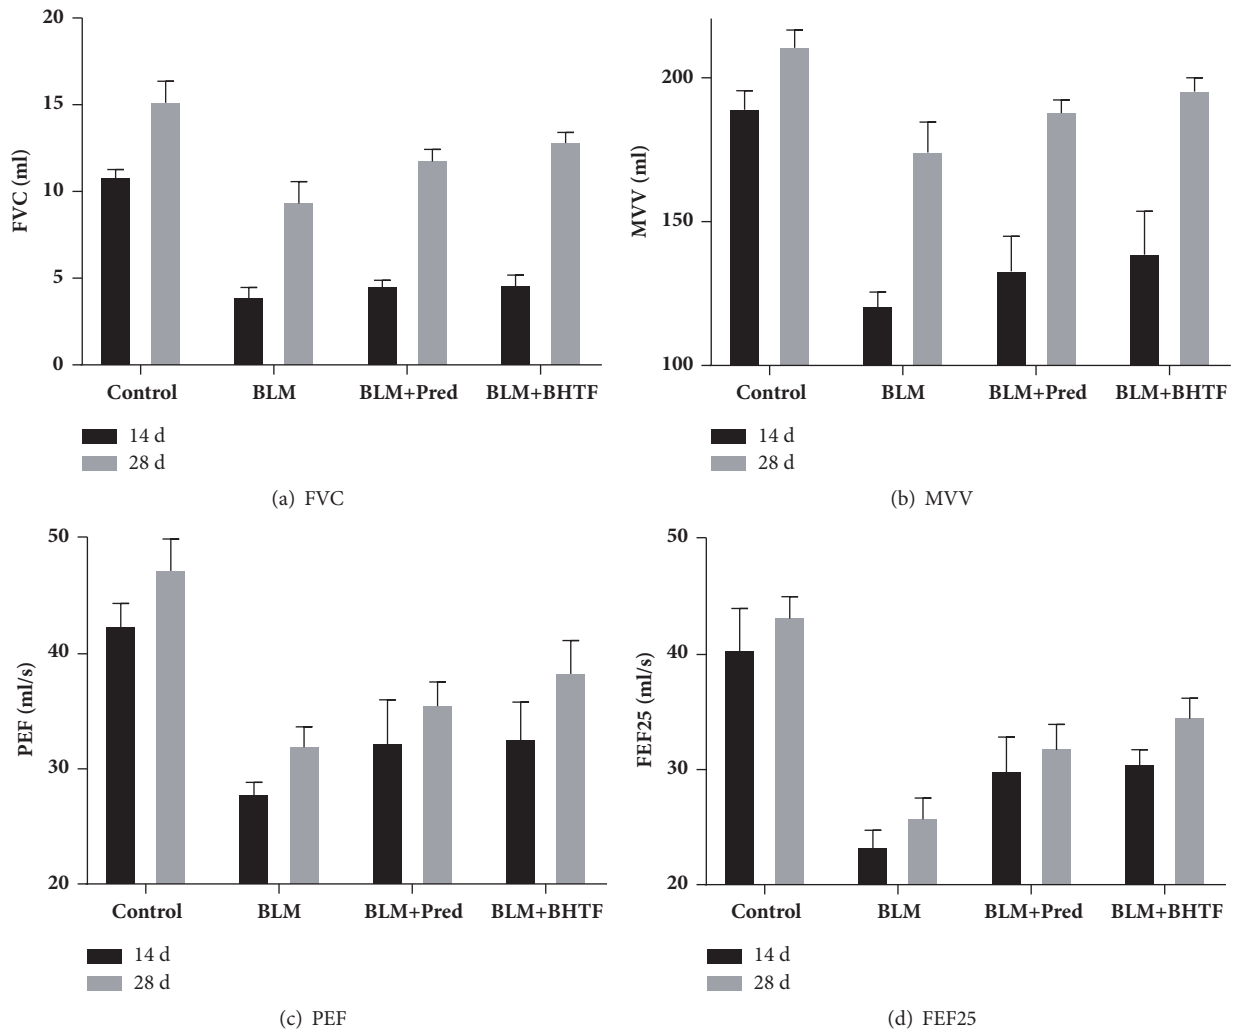 20
15
10
5
0
FVC (ml)
Control
BLM
BLM+Pred
BLM+BHTF
14 d
28 d
(a) FVC
200
150
100
MVV (ml)
Control
BLM
BLM+Pred
BLM+BHTF
14 d
28 d
(b) MVV
50
40
30
20
PEF (ml/s)
Control
BLM
BLM+Pred
BLM+BHTF
14 d
28 d
(c) PEF
50
40
30
20
FEF25 (ml/s)
Control
BLM
BLM+Pred
BLM+BHTF
14 d
28 d
(d) FEF25